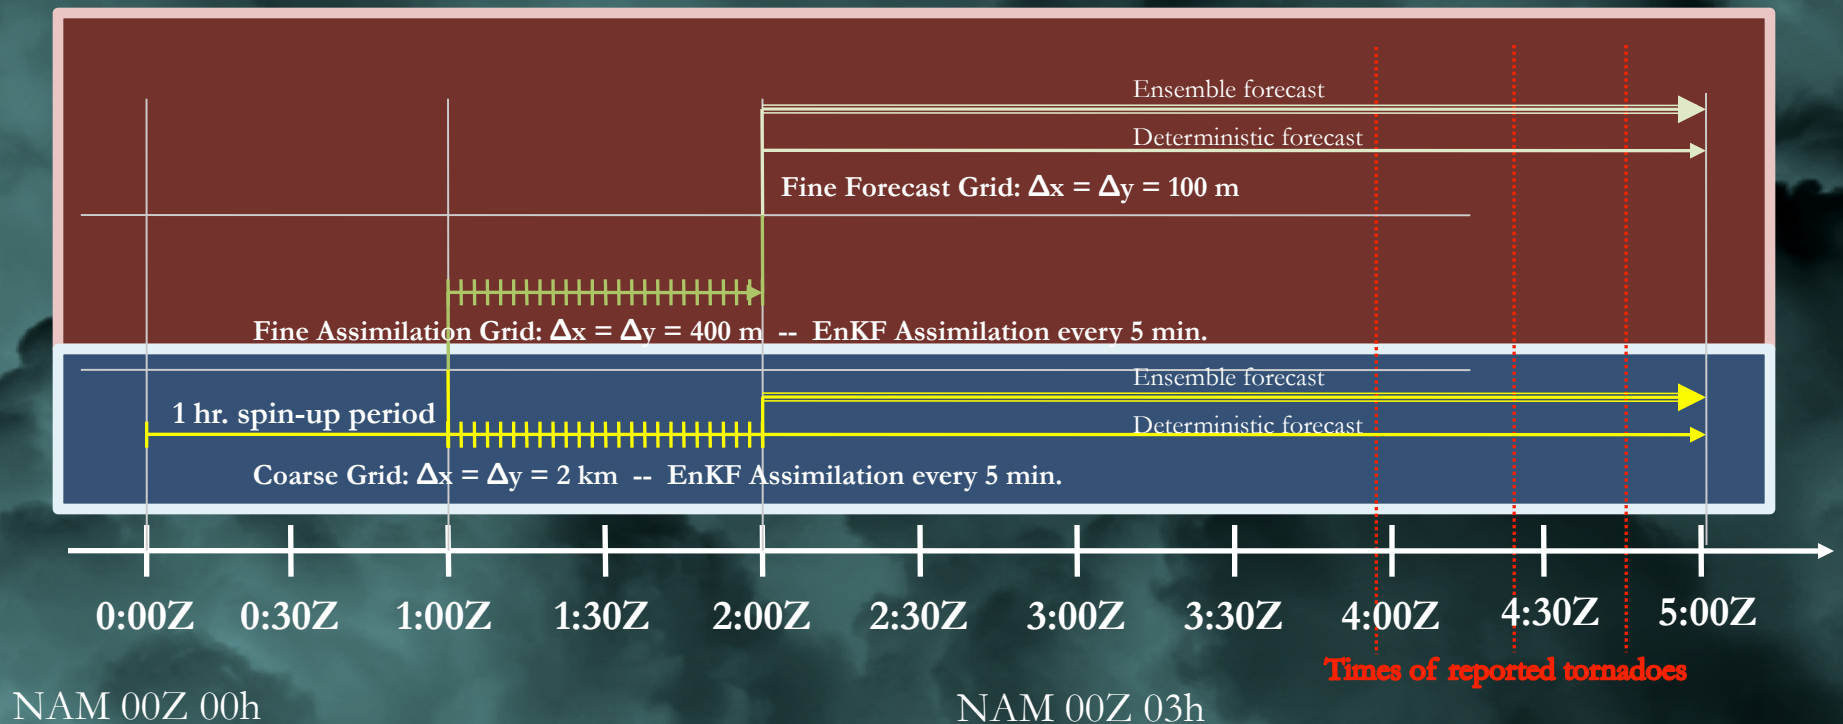 Ensemble forecast
Deterministic forecast
Fine Forecast Grid: Δx = Δy = 100 m
Fine Assimilation Grid: Δx = Δy = 400 m -- EnKF Assimilation every 5 min.
Ensemble forecast
1 hr. spin-up period
Deterministic forecast
Coarse Grid: Δx = Δy = 2 km -- EnKF Assimilation every 5 min.
0:00Z 0:30Z 1:00Z 1:30Z 2:00Z 2:30Z 3:00Z 3:30Z 4:00Z 4:30Z 5:00Z
Times of reported tornadoes
NAM 00Z 00h NAM 00Z 03h